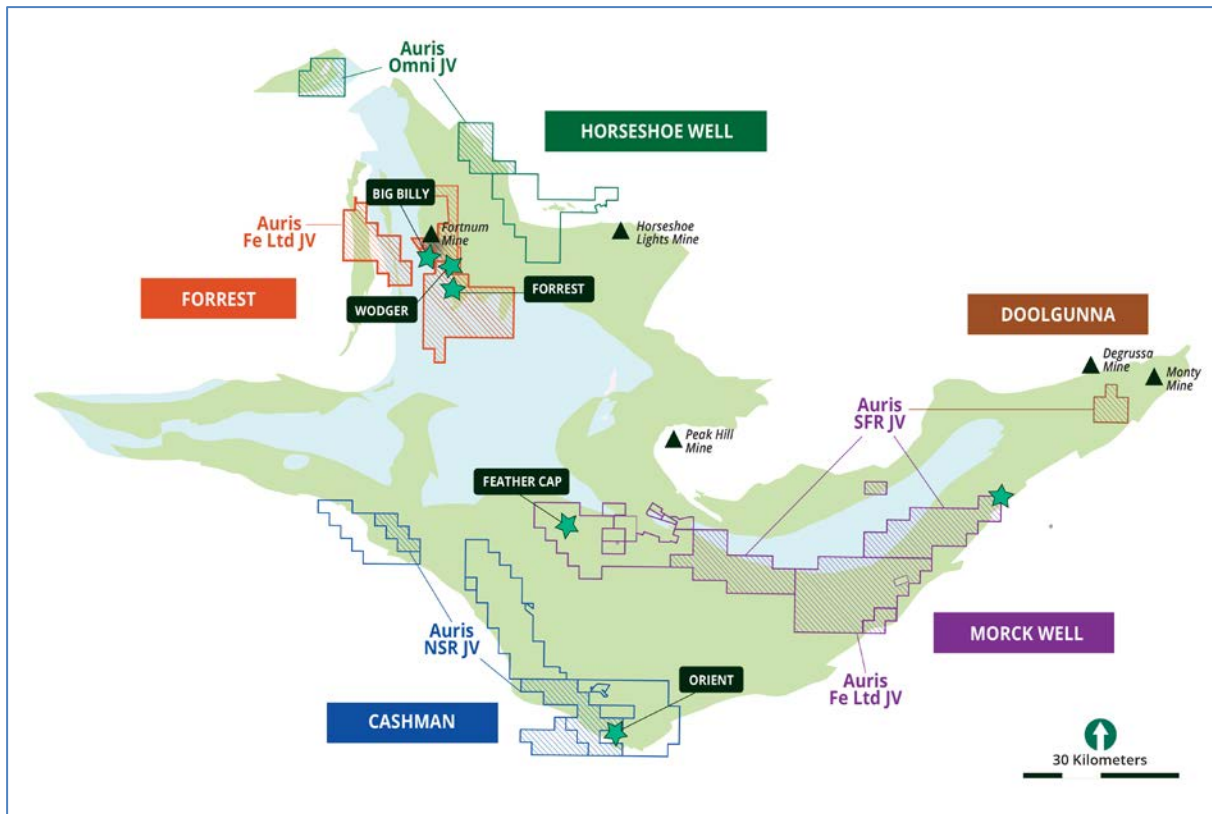 Auris
Omni JV
HORSESHOE WELL
BIG BILLY
Auris
Fe Ltd JV
Fortnum
Mine
Horseshoe
Lights Mine
FORREST
WODGER
FORREST
DOOLGUNNA
Degrussa
Mine
Monty
Mine
Auris
SFR JV
Peak Hill
Mine
FEATHER CAP
Auris
NSR JV
MORCK WELL
ORIENT
Auris
Fe Ltd JV
CASHMAN
30 Kilometers